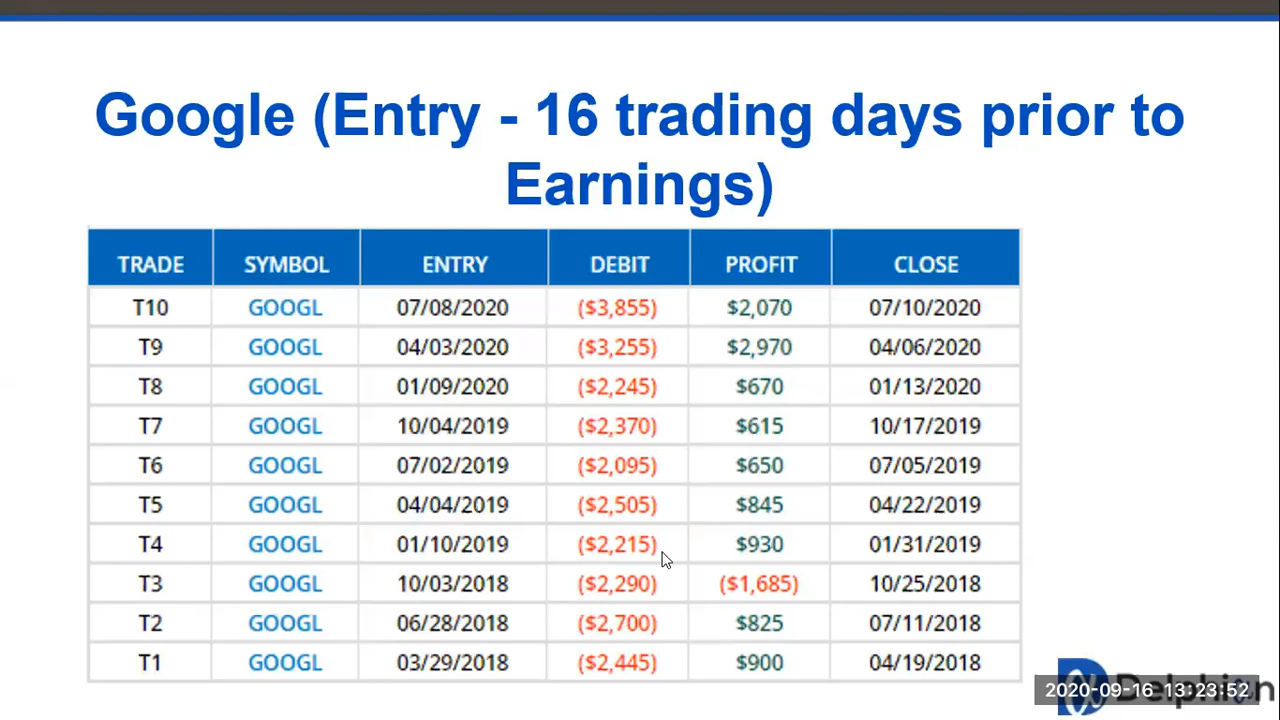 Google (Entry - 16 trading days prior to
Earnings)
TRADE SYMBOL ENTRY DEBIT PROFIT CLOSE
T10 GOOGL 07/08/2020 ($3,855) $2,070 07/10/2020
T9 GOOGL 04/03/2020 ($3,255) $2,970 04/06/2020
T8 GOOGL 01/09/2020 ($2,245) $670 01/13/2020
T7 GOOGL 10/04/2019 ($2,370) $615 10/17/2019
T6 GOOGL 07/02/2019 ($2,095) $650 07/05/2019
T5 GOOGL 04/04/2019 ($2,505) $845 04/22/2019
T4 GOOGL 01/10/2019 ($2,215) $930 01/31/2019
T3 GOOGL 10/03/2018 ($2,290) ($1,685) 10/25/2018
T2 GOOGL 06/28/2018 ($2,700) $825 07/11/2018
T1 GOOGL 03/29/2018 ($2,445) $900 04/19/2018
Delphian
2020-09-16 13:23:52